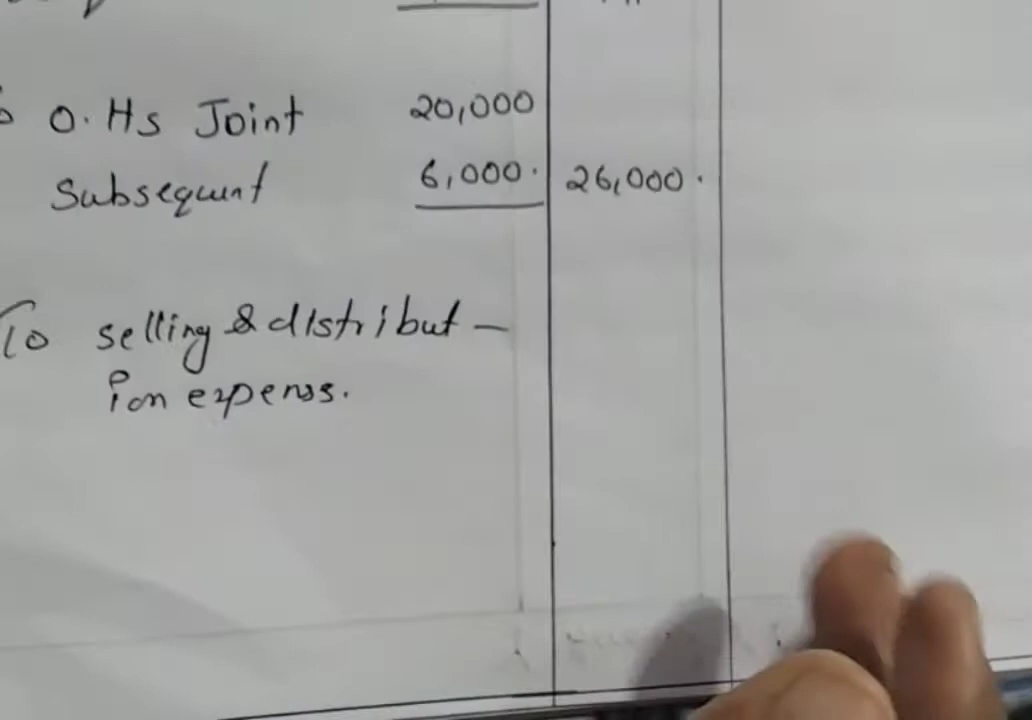 O. Hs Joint 20,000
Subsequent 6,000. 26,000.
To selling & distribut –
ion expenss.